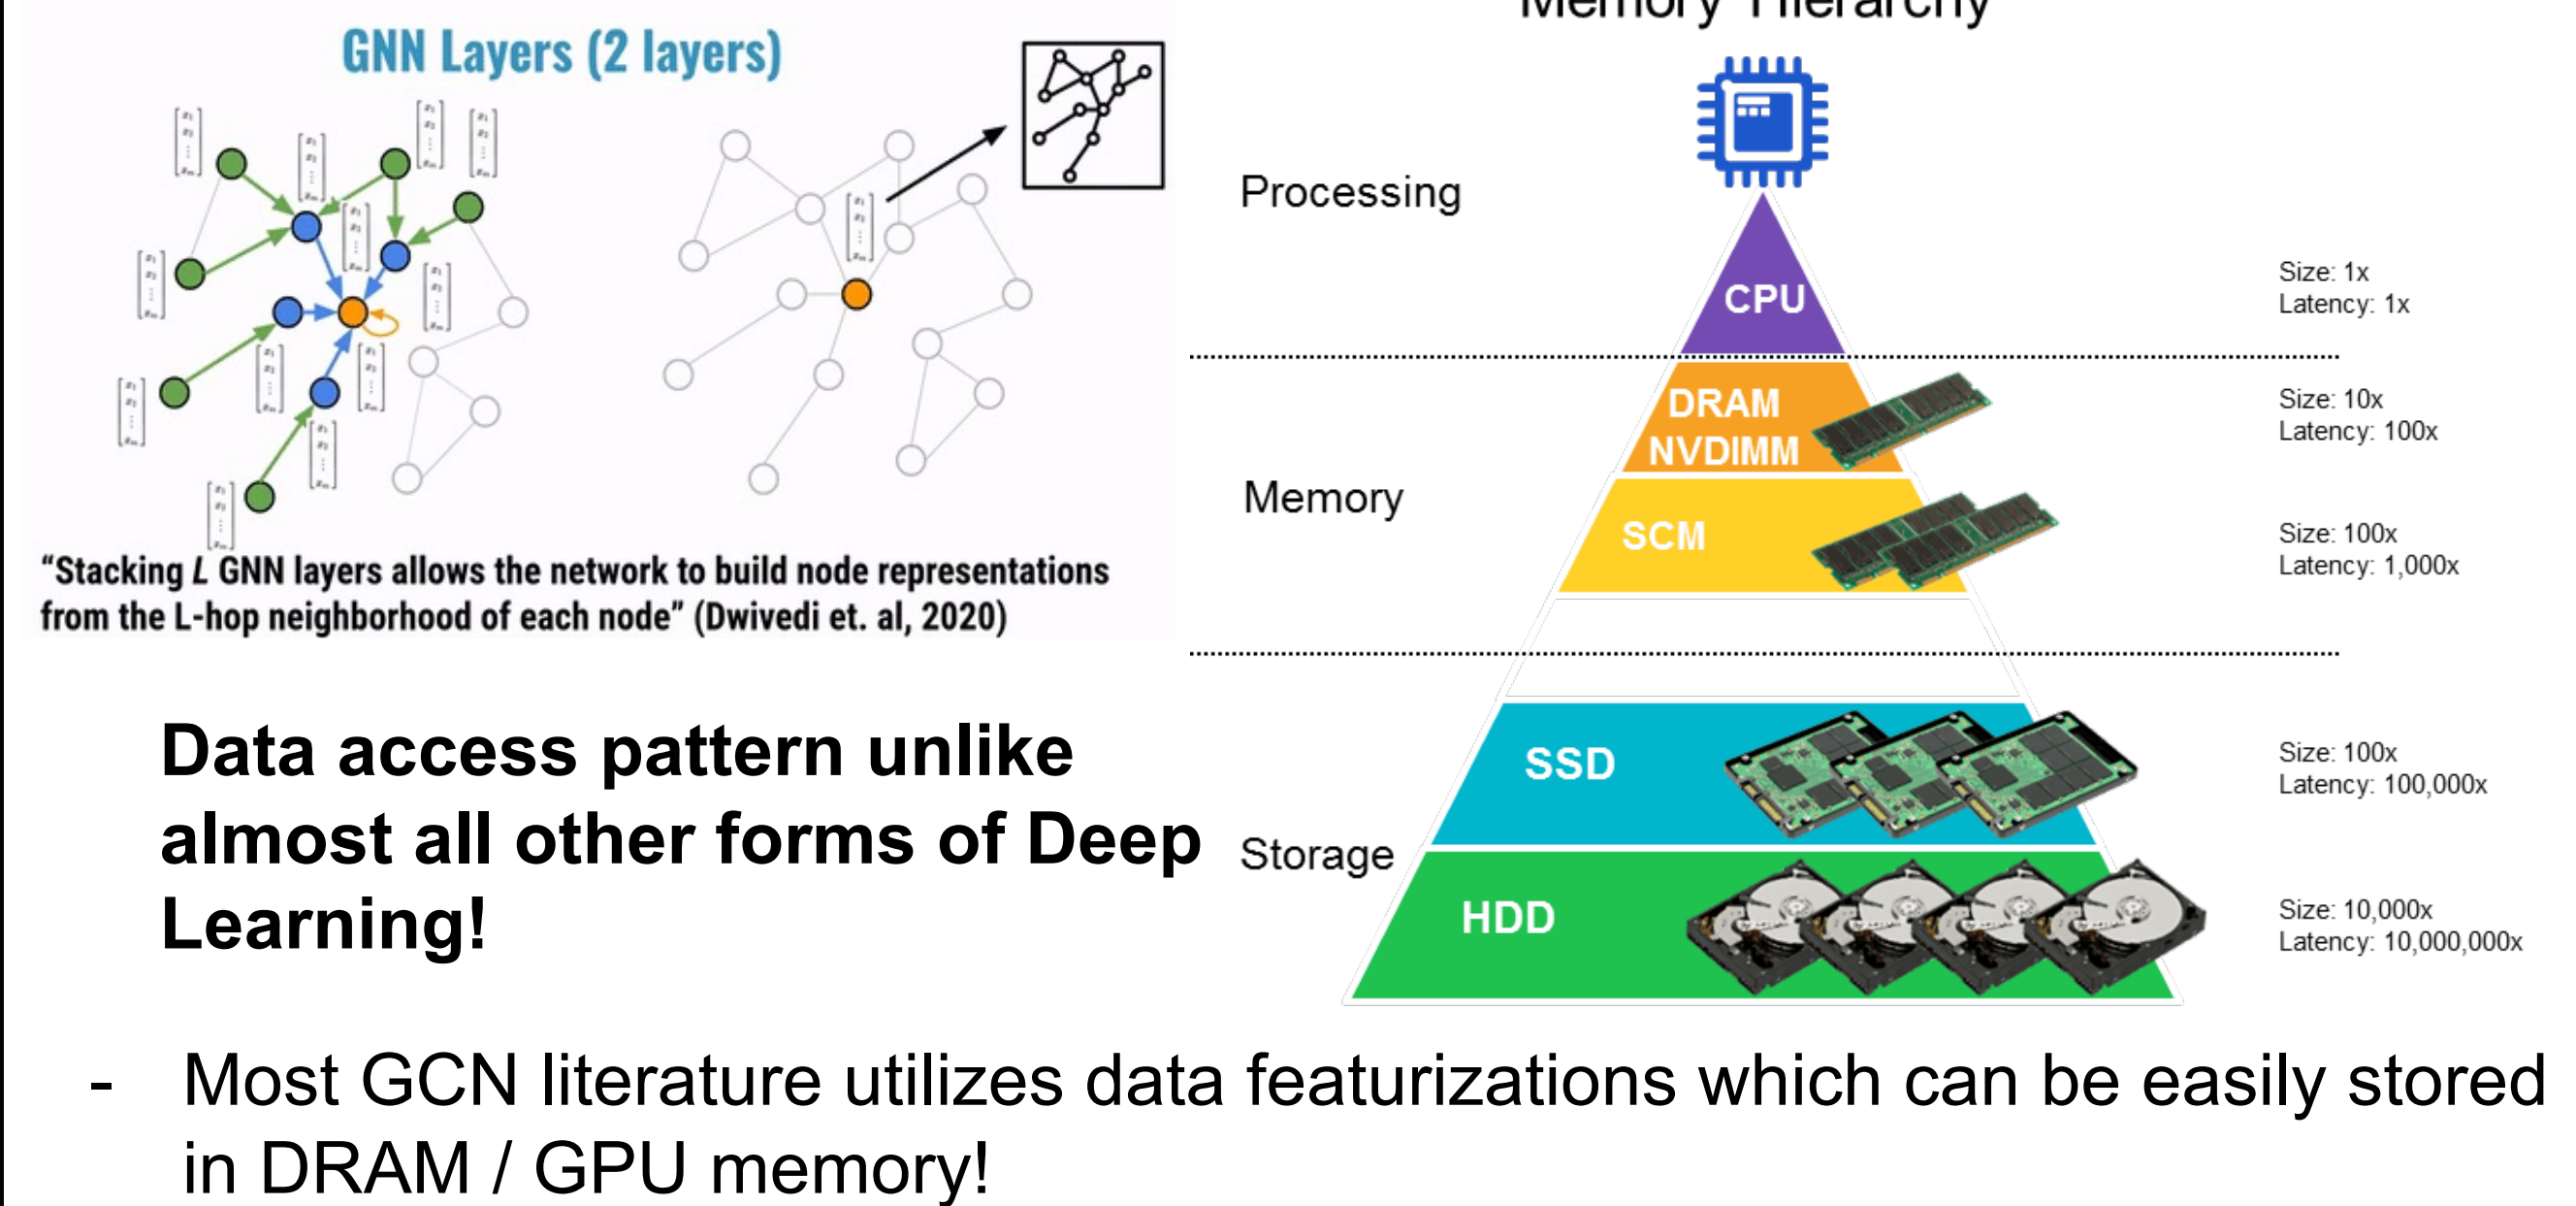 Memory Hierarchy
GNN Layers (2 layers)
Processing
CPU
Size: 1x
Latency: 1x
DRAM
NVDIMM
Size: 10x
Latency: 100x
Memory
SCM
Size: 100x
Latency: 1,000x
“Stacking L GNN layers allows the network to build node representations
from the L-hop neighborhood of each node” (Dwivedi et. al, 2020)
Data access pattern unlike
almost all other forms of Deep
Learning!
SSD
Size: 100x
Latency: 100,000x
Storage
HDD
Size: 10,000x
Latency: 10,000,000x
- Most GCN literature utilizes data featurizations which can be easily stored
in DRAM / GPU memory!